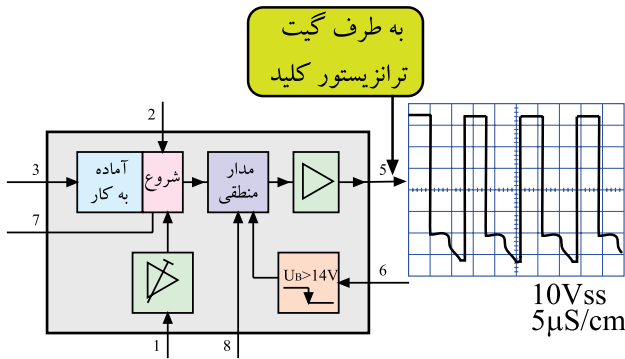 به طرف گیت
ترانزیستور کلید
2
3
آماده
به کار
شروع
مدار
منطقی
5
7
6
U_B>14V
1
8
10Vss
5µS/cm